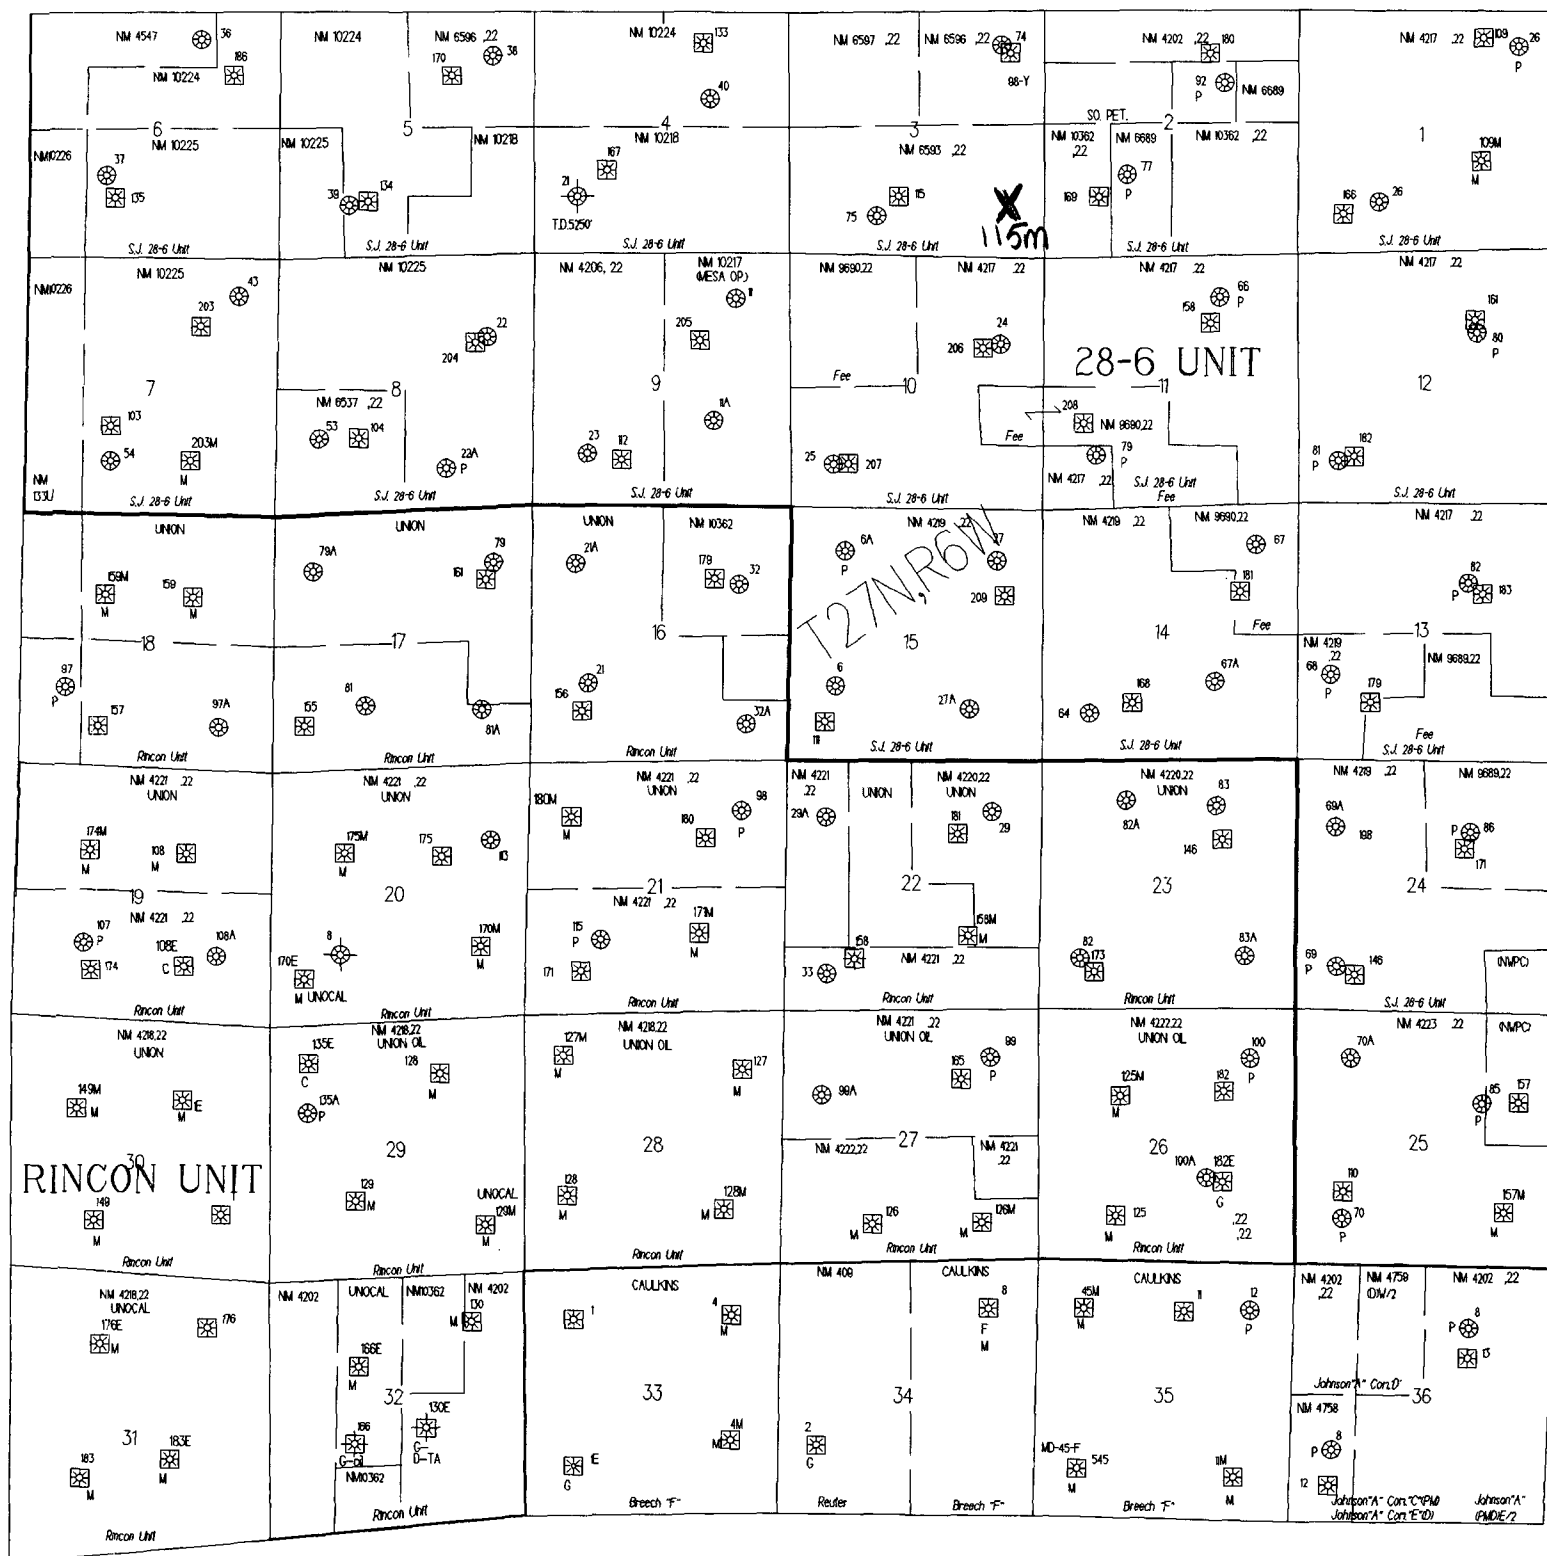 NM 4547
36
186
NM 10224
6
NM 10225
NM10226
37
135
S.J. 28-6 Unit
NM 10224
NM 6596 ,22
170
38
5
NM 10225
NM 10218
39
134
S.J. 28-6 Unit
NM 10224
133
40
4
NM 10218
167
21
T.D.5250'
S.J. 28-6 Unit
NM 6597 ,22
NM 6596 ,22
74
98-Y
3
NM 6593 ,22
115
75
115m
S.J. 28-6 Unit
NM 4202 ,22
180
92
P
NM 6689
SO. PET.
2
NM 10362
,22
NM 6689
NM 10362 ,22
77
P
169
S.J. 28-6 Unit
NM 4217 ,22
109
26
P
1
109M
M
166
26
S.J. 28-6 Unit
NM 10225
NM10226
43
203
7
103
54
203M
M
NM
S.J. 28-6 Unit
NM 10225
22
204
8
NM 6537 ,22
53
104
22A
P
S.J. 28-6 Unit
NM 4206, 22
NM 10217
(MESA OP.)
11
205
9
11A
23
112
S.J. 28-6 Unit
NM 9690,22
NM 4217 ,22
24
206
Fee
10
Fee
25
207
S.J. 28-6 Unit
NM 4217 ,22
66
P
158
28-6 UNIT
11
208
NM 9690,22
79
P
NM 4217 ,22
S.J. 28-6 Unit
Fee
NM 4217 ,22
161
80
P
12
81
P
182
S.J. 28-6 Unit
UNION
159M
M
159
M
18
97
P
157
97A
Rincon Unit
UNION
79A
79
161
17
81
155
81A
Rincon Unit
UNION
NM 10362
21A
179
32
16
21
156
32A
Rincon Unit
NM 4219 ,22
6A
P
37
209
T27N,R6W
15
6
27A
111
S.J. 28-6 Unit
NM 4219 ,22
NM 9690,22
67
181
14
Fee
67A
168
64
S.J. 28-6 Unit
NM 4217 ,22
82
P
183
13
NM 4219
,22
68
P
NM 9689,22
179
Fee
S.J. 28-6 Unit
NM 4221 ,22
UNION
174M
M
108
M
19
NM 4221 ,22
107
P
108E
C
108A
174
Rincon Unit
NM 4221 ,22
UNION
175M
M
175
113
20
8
170M
M
170E
M UNOCAL
Rincon Unit
NM 4221 ,22
UNION
180M
M
98
P
180
21
NM 4221 ,22
115
P
171M
M
171
Rincon Unit
NM 4221
,22
29A
UNION
NM 4220,22
UNION
181
29
22
158M
M
158
33
NM 4221 ,22
Rincon Unit
NM 4220,22
UNION
82A
83
146
23
82
173
83A
Rincon Unit
NM 4219 ,22
NM 9689,22
69A
198
P
86
171
24
69
P
146
(NWPC)
S.J. 28-6 Unit
NM 4218,22
UNION
149M
M
1E
M
30
RINCON UNIT
149
M
Rincon Unit
NM 4218,22
UNION OIL
135E
C
128
M
135A
P
29
129
M
UNOCAL
129M
M
Rincon Unit
NM 4218,22
UNION OIL
127M
M
127
M
28
128
M
128M
M
Rincon Unit
NM 4221 ,22
UNION OIL
99
P
165
99A
27
NM 4222,22
NM 4221
,22
126
M
126M
M
Rincon Unit
NM 4222,22
UNION OIL
100
P
125M
M
182
26
100A
182E
G
125
M
,22
,22
Rincon Unit
NM 4223 ,22
(NWPC)
70A
85
P
157
25
110
70
P
157M
M
NM 4218,22
UNOCAL
176E
M
176
31
183
M
183E
M
Rincon Unit
NM 4202
UNOCAL
NM10362
NM 4202
130
M
166E
M
32
166
130E
G-
D-TA
NM10362
Rincon Unit
CAULKINS
1
4
M
33
4M
M
1E
G
Breech "F"
NM 409
CAULKINS
8
F
M
34
2
G
Reuter
Breech "F"
CAULKINS
45M
M
11
12
P
35
MD-45-F
545
M
11M
M
Breech "F"
NM 4202
,22
NM 4759
(D)W/2
NM 4202 ,22
8
P
13
Johnson"A" Com."D"
36
NM 4758
8
P
12
Johnson"A" Com."C"(PM)
Johnson"A" Com."E"(D)
Johnson"A"
(PMD)E/2